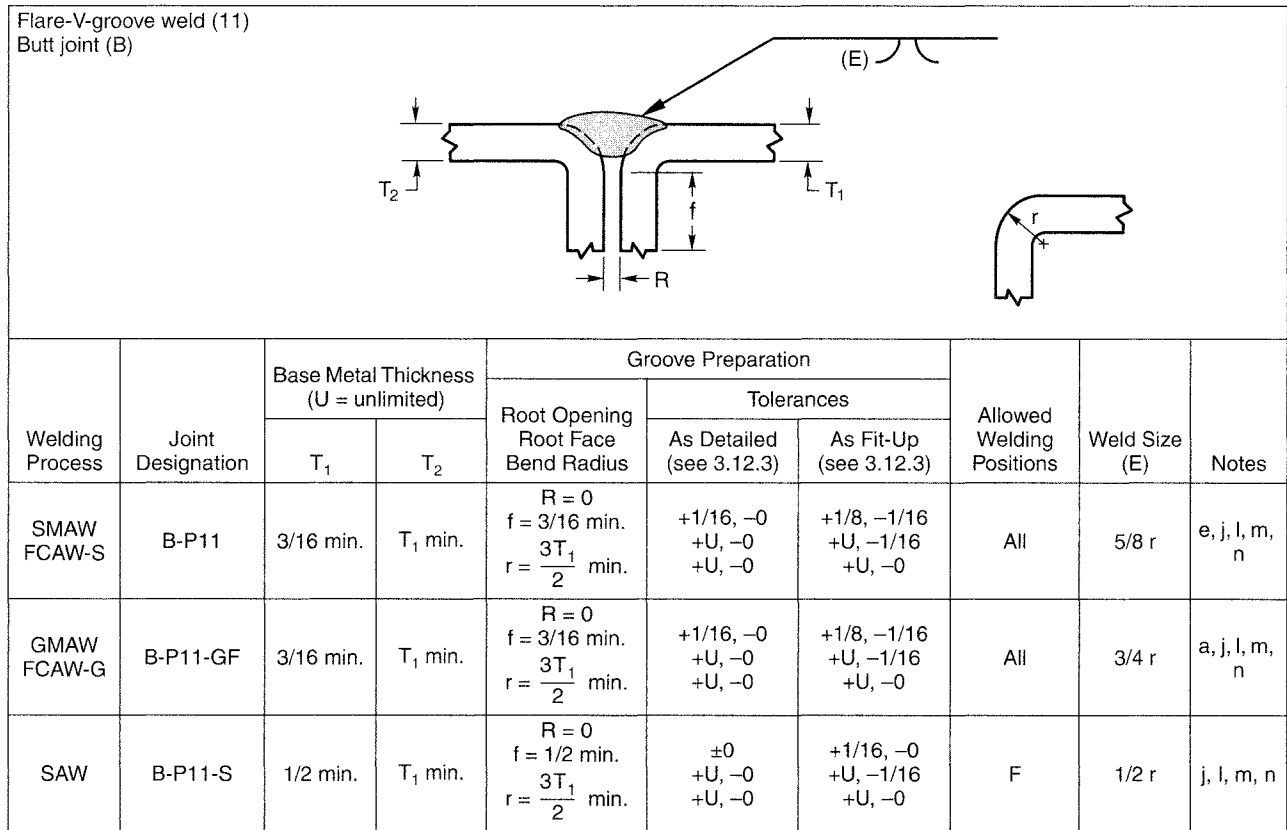 Flare-V-groove weld (11)
Butt joint (B)
(E)
T₂
T₁
f
R
r
Welding Process
Joint Designation
Base Metal Thickness (U = unlimited)
T₁
T₂
Groove Preparation
Root Opening Root Face Bend Radius
Tolerances
As Detailed (see 3.12.3)
As Fit-Up (see 3.12.3)
Allowed Welding Positions
Weld Size (E)
Notes
SMAW
FCAW-S
B-P11
3/16 min.
T₁ min.
R = 0
f = 3/16 min.
r = 3T₁/2 min.
+1/16, –0
+U, –0
+U, –0
+1/8, –1/16
+U, –1/16
+U, –0
All
5/8 r
e, j, l, m,
n
GMAW
FCAW-G
B-P11-GF
3/16 min.
T₁ min.
R = 0
f = 3/16 min.
r = 3T₁/2 min.
+1/16, –0
+U, –0
+U, –0
+1/8, –1/16
+U, –1/16
+U, –0
All
3/4 r
a, j, l, m,
n
SAW
B-P11-S
1/2 min.
T₁ min.
R = 0
f = 1/2 min.
r = 3T₁/2 min.
±0
+U, –0
+U, –0
+1/16, –0
+U, –1/16
+U, –0
F
1/2 r
j, l, m, n